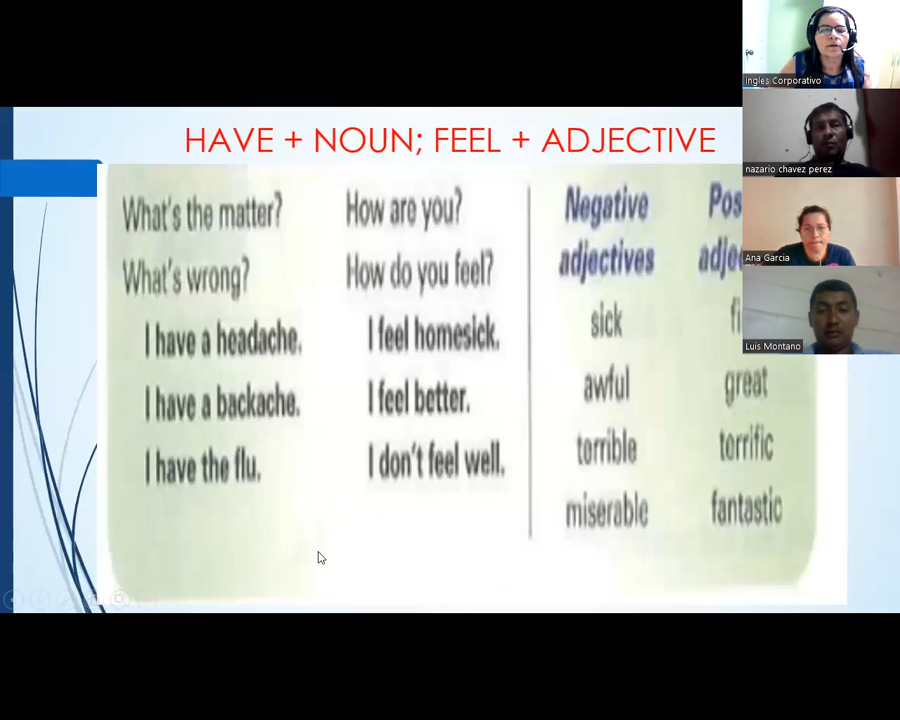 HAVE + NOUN; FEEL + ADJECTIVE
What's the matter?
What's wrong?
I have a headache.
I have a backache.
I have the flu.
How are you?
How do you feel?
I feel homesick.
I feel better.
I don't feel well.
Negative
adjectives
sick
awful
terrible
miserable
great
terrific
fantastic
Ingles Corporativo
nazario chavez perez
Ana Garcia
Luis Montano